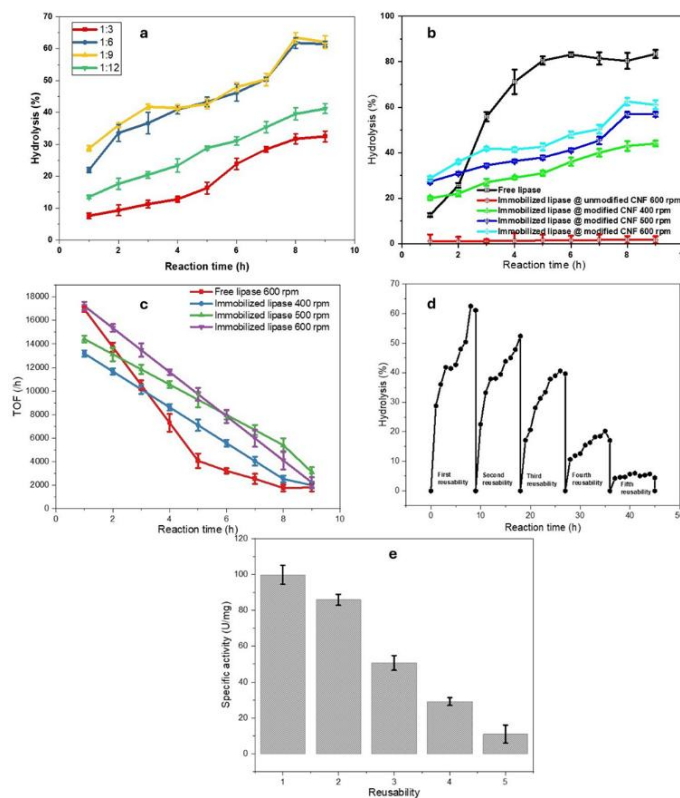 a
1:3
1:6
1:9
1:12
70
60
50
40
30
20
10
0
Hydrolysis (%)
0 2 4 6 8 10
Reaction time (h)
b
100
80
60
40
20
0
Hydrolysis (%)
Free lipase
Immobilized lipase @ unmodified CNF 600 rpm
Immobilized lipase @ modified CNF 400 rpm
Immobilized lipase @ modified CNF 500 rpm
Immobilized lipase @ modified CNF 600 rpm
0 2 4 6 8 10
Reaction time (h)
c
Free lipase 600 rpm
Immobilized lipase 400 rpm
Immobilized lipase 500 rpm
Immobilized lipase 600 rpm
18000
16000
14000
12000
10000
8000
6000
4000
2000
0
TOF (/h)
0 2 4 6 8 10
Reaction time (h)
d
70
60
50
40
30
20
10
0
Hydrolysis (%)
First reusability
Second reusability
Third reusability
Fourth reusability
Fifth reusability
0 10 20 30 40 50
Reaction time (h)
e
120
100
80
60
40
20
0
Specific activity (U/mg)
1 2 3 4 5
Reusability